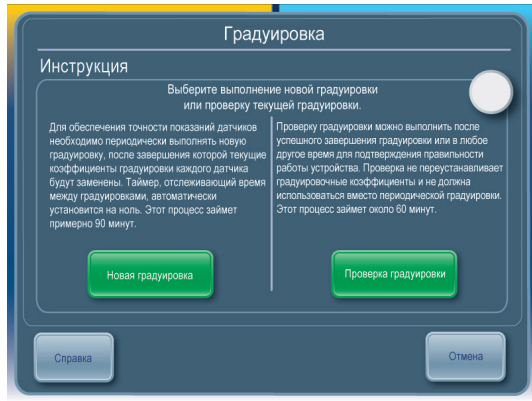 Градуировка
Инструкция
Выберите выполнение новой градуировки
или проверку текущей градуировки.
Для обеспечения точности показаний датчиков
необходимо периодически выполнять новую
градуировку, после завершения которой текущие
коэффициенты градуировки каждого датчика
будут заменены. Таймер, отслеживающий время
между градуировками, автоматически
установится на ноль. Этот процесс займет
примерно 90 минут.
Проверку градуировки можно выполнить после
успешного завершения градуировки или в любое
другое время для подтверждения правильности
работы устройства. Проверка не переустанавливает
градуировочные коэффициенты и не должна
использоваться вместо периодической градуировки.
Этот процесс займет около 60 минут.
Новая градуировка
Проверка градуировки
Справка
Отмена